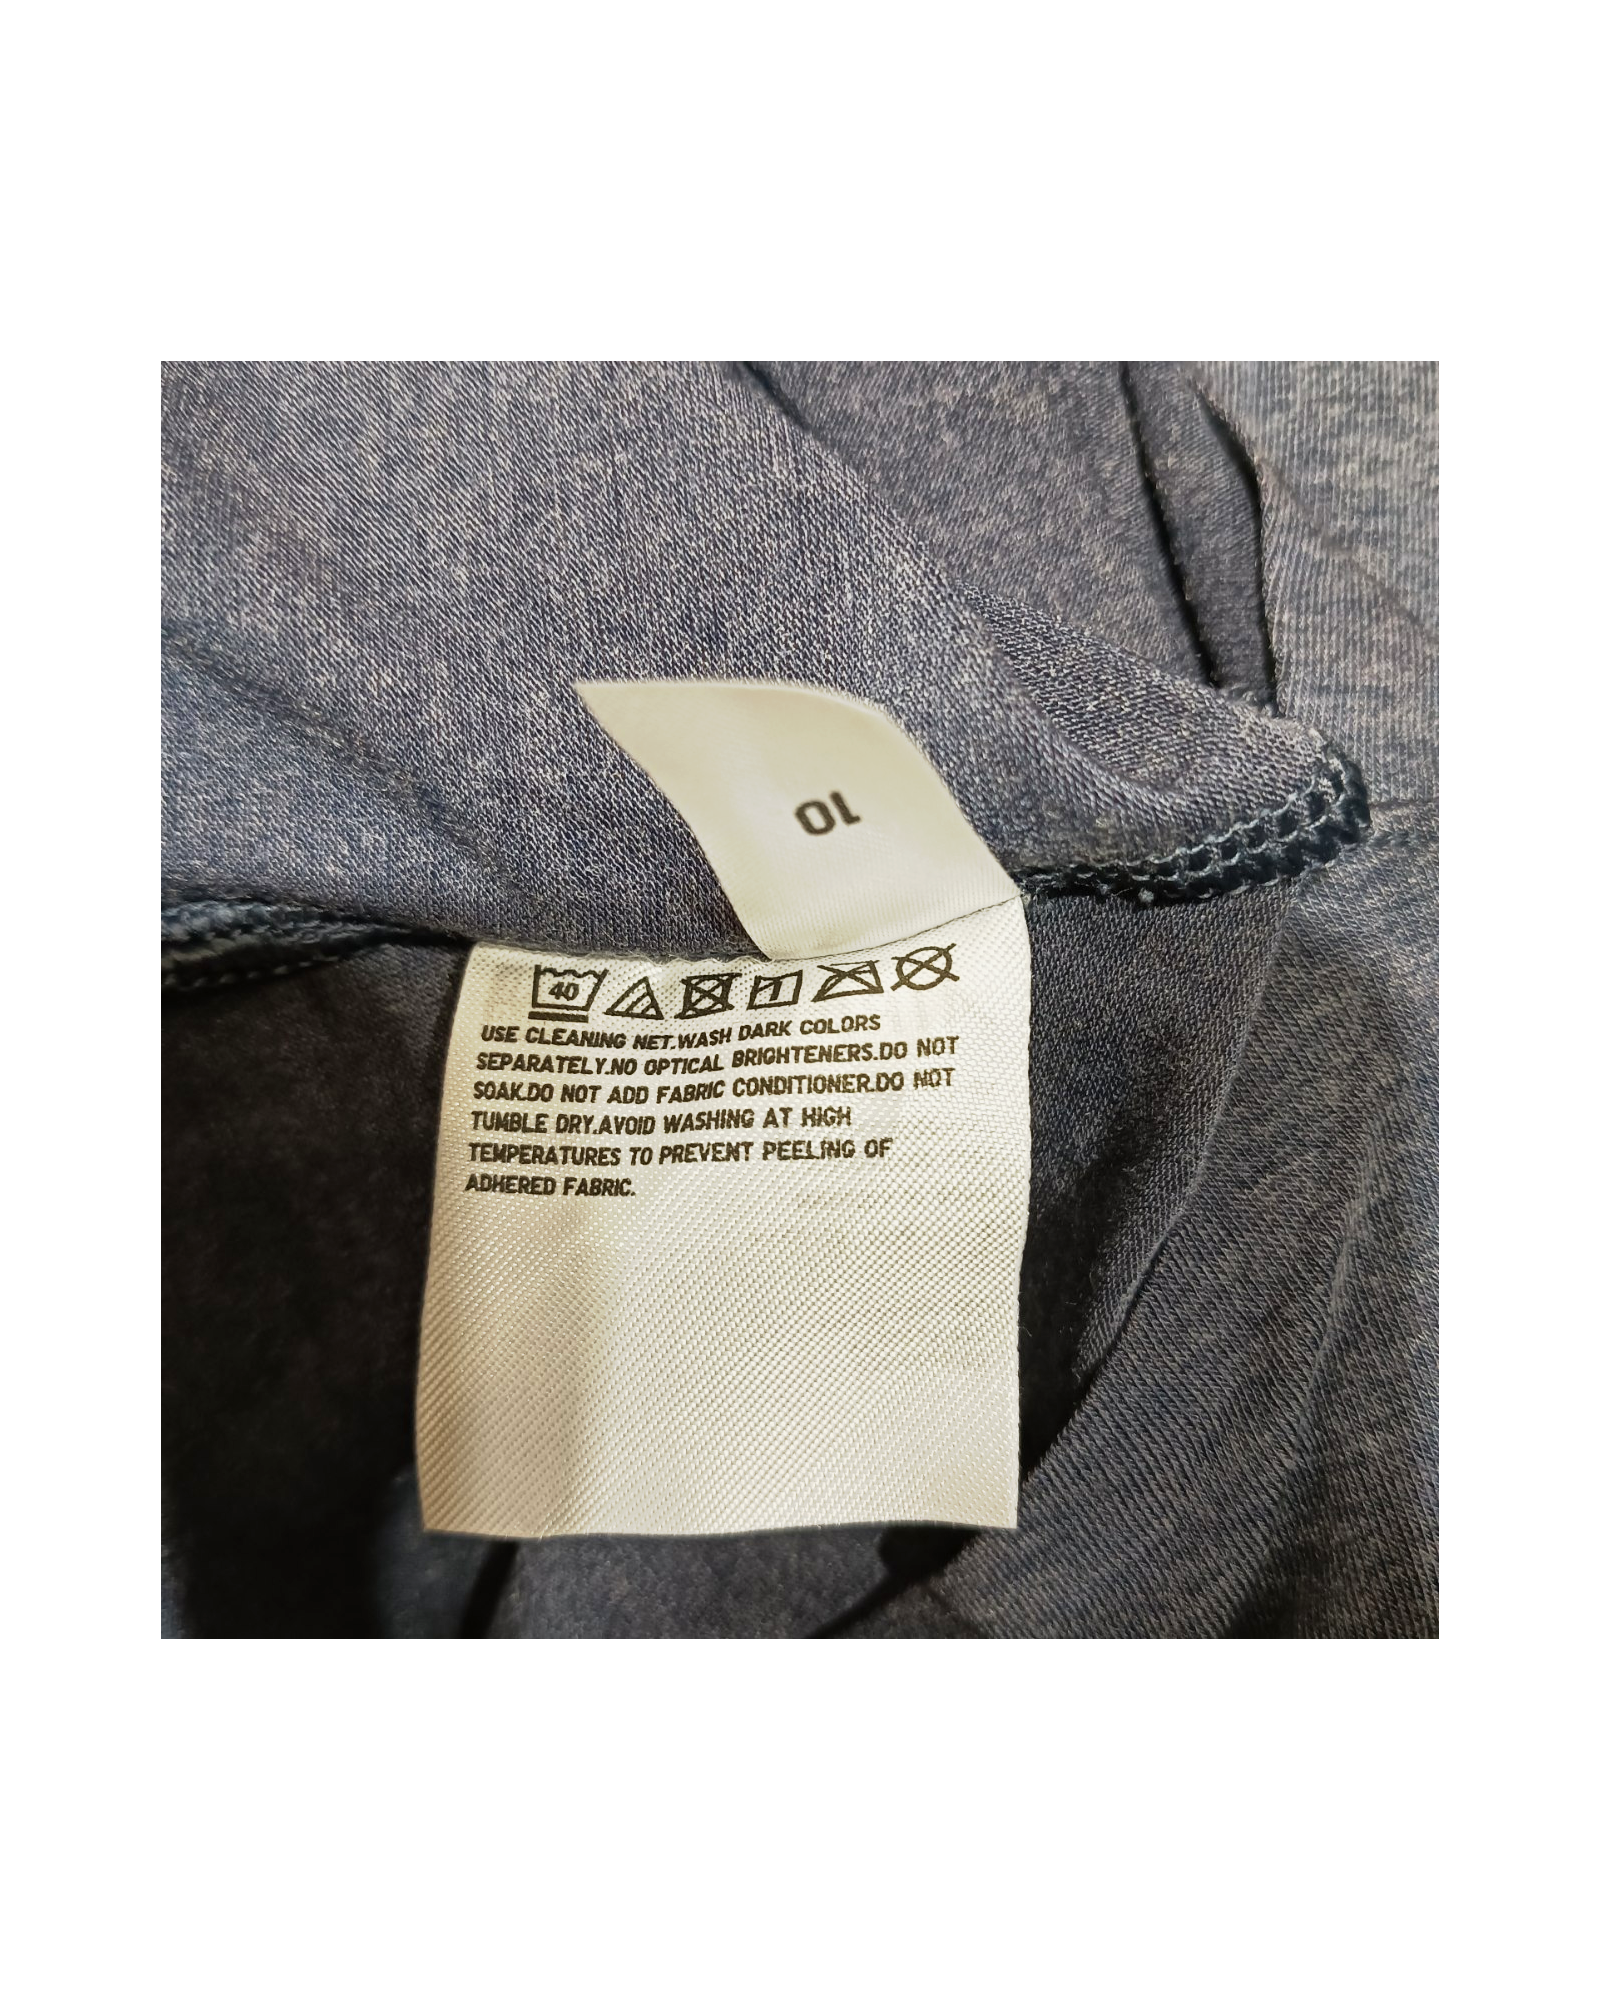 10
40
USE CLEANING NET.WASH DARK COLORS
SEPARATELY.NO OPTICAL BRIGHTENERS.DO NOT
SOAK.DO NOT ADD FABRIC CONDITIONER.DO NOT
TUMBLE DRY.AVOID WASHING AT HIGH
TEMPERATURES TO PREVENT PEELING OF
ADHERED FABRIC.